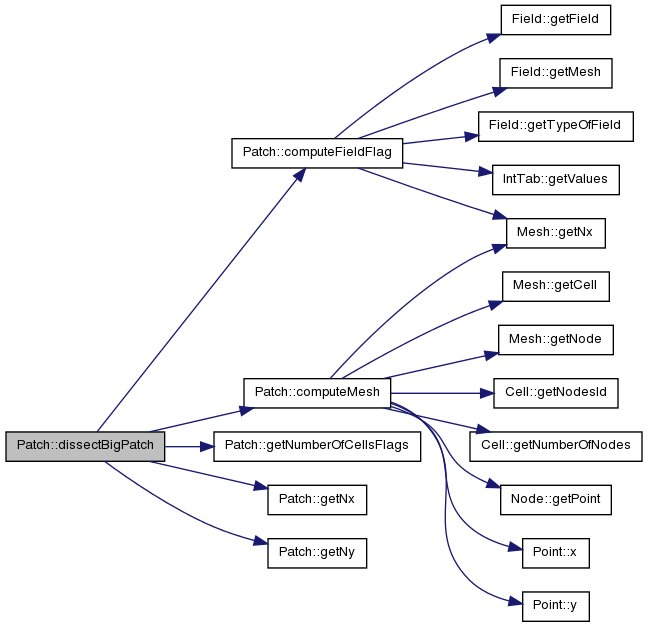 Field::getField
Field::getMesh
Field::getTypeOfField
Patch::computeFieldFlag
IntTab::getValues
Mesh::getNx
Mesh::getCell
Mesh::getNode
Patch::computeMesh
Cell::getNodesId
Patch::dissectBigPatch
Patch::getNumberOfCellsFlags
Cell::getNumberOfNodes
Patch::getNx
Node::getPoint
Patch::getNy
Point::x
Point::y